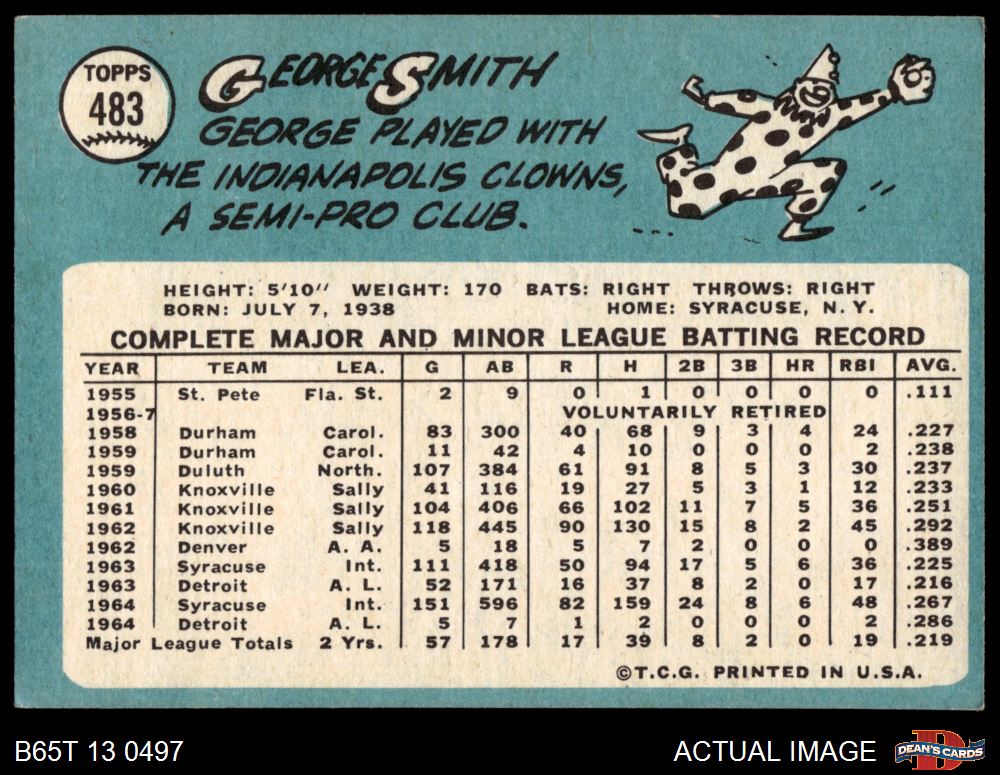 TOPPS
483
GEORGE SMITH
GEORGE PLAYED WITH
THE INDIANAPOLIS CLOWNS,
A SEMI-PRO CLUB.
HEIGHT: 5'10" WEIGHT: 170 BATS: RIGHT THROWS: RIGHT
BORN: JULY 7, 1938 HOME: SYRACUSE, N. Y.
COMPLETE MAJOR AND MINOR LEAGUE BATTING RECORD
YEAR TEAM LEA. G AB R H 2B 3B HR RBI AVG.
1955 St. Pete Fla. St. 2 9 0 1 0 0 0 0 .111
1956-7 VOLUNTARILY RETIRED
1958 Durham Carol. 83 300 40 68 9 3 4 24 .227
1959 Durham Carol. 11 42 4 10 0 0 0 2 .238
1959 Duluth North. 107 384 61 91 8 5 3 30 .237
1960 Knoxville Sally 41 116 19 27 5 3 1 12 .233
1961 Knoxville Sally 104 406 66 102 11 7 5 36 .251
1962 Knoxville Sally 118 445 90 130 15 8 2 45 .292
1962 Denver A. A. 5 18 5 7 2 0 0 0 .389
1963 Syracuse Int. 111 418 50 94 17 5 6 36 .225
1963 Detroit A. L. 52 171 16 37 8 2 0 17 .216
1964 Syracuse Int. 151 596 82 159 24 8 6 48 .267
1964 Detroit A. L. 5 7 1 2 0 0 0 2 .286
Major League Totals 2 Yrs. 57 178 17 39 8 2 0 19 .219
©T.C.G. PRINTED IN U.S.A.
B65T 13 0497 ACTUAL IMAGE DEAN'S CARDS